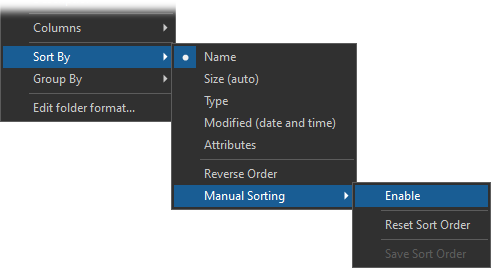 Columns
Sort By
Group By
Edit folder format...
Name
Size (auto)
Type
Modified (date and time)
Attributes
Reverse Order
Manual Sorting
Enable
Reset Sort Order
Save Sort Order